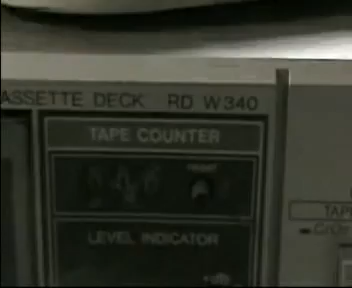 ASSETTE DECK RD W340
TAPE COUNTER
RESET
LEVEL INDICATOR
TAP